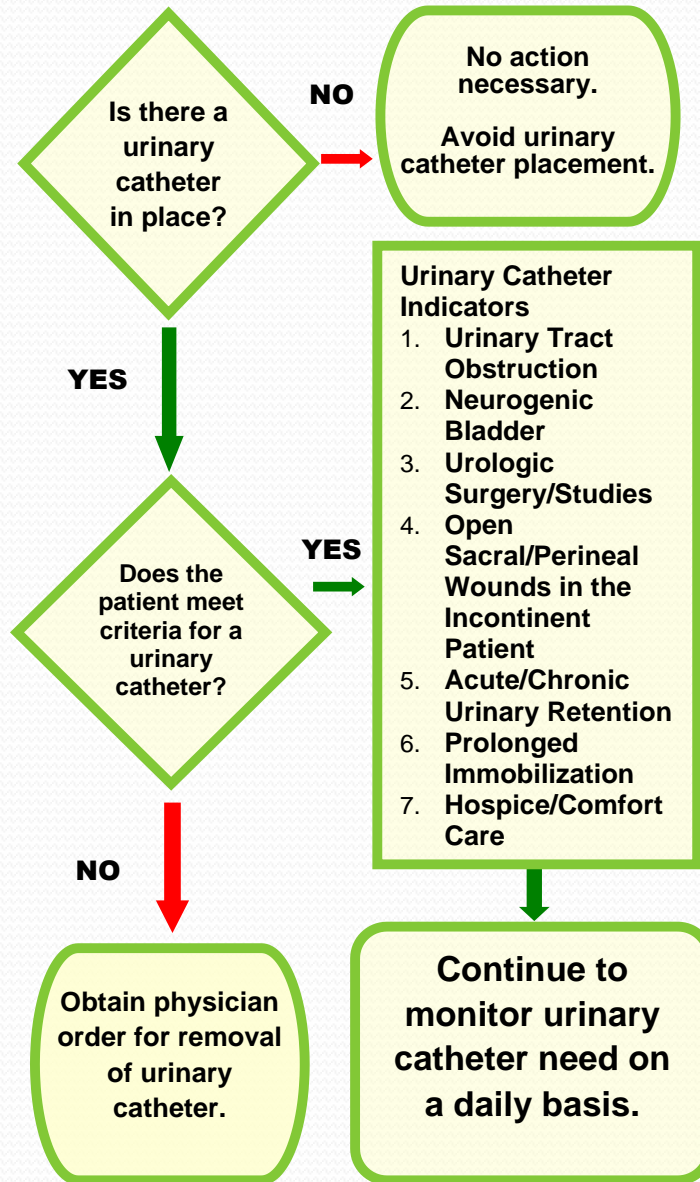 Is there a
urinary
catheter
in place?
NO
No action
necessary.
Avoid urinary
catheter placement.
YES
Does the
patient meet
criteria for a
urinary
catheter?
YES
Urinary Catheter
Indicators
1. Urinary Tract
Obstruction
2. Neurogenic
Bladder
3. Urologic
Surgery/Studies
4. Open
Sacral/Perineal
Wounds in the
Incontinent
Patient
5. Acute/Chronic
Urinary Retention
6. Prolonged
Immobilization
7. Hospice/Comfort
Care
NO
Obtain physician
order for removal
of urinary
catheter.
Continue to
monitor urinary
catheter need on
a daily basis.